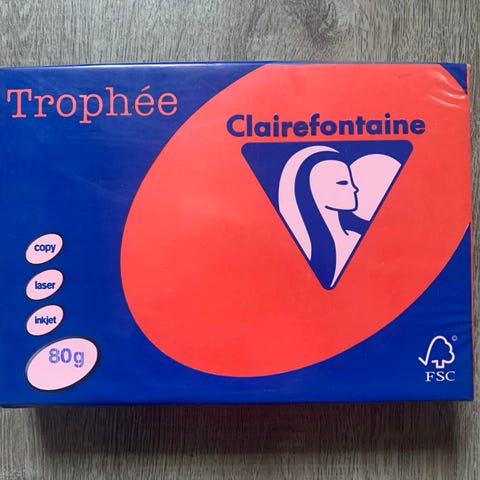 Trophée
Clairefontaine
copy
laser
inkjet
80g
©
FSC